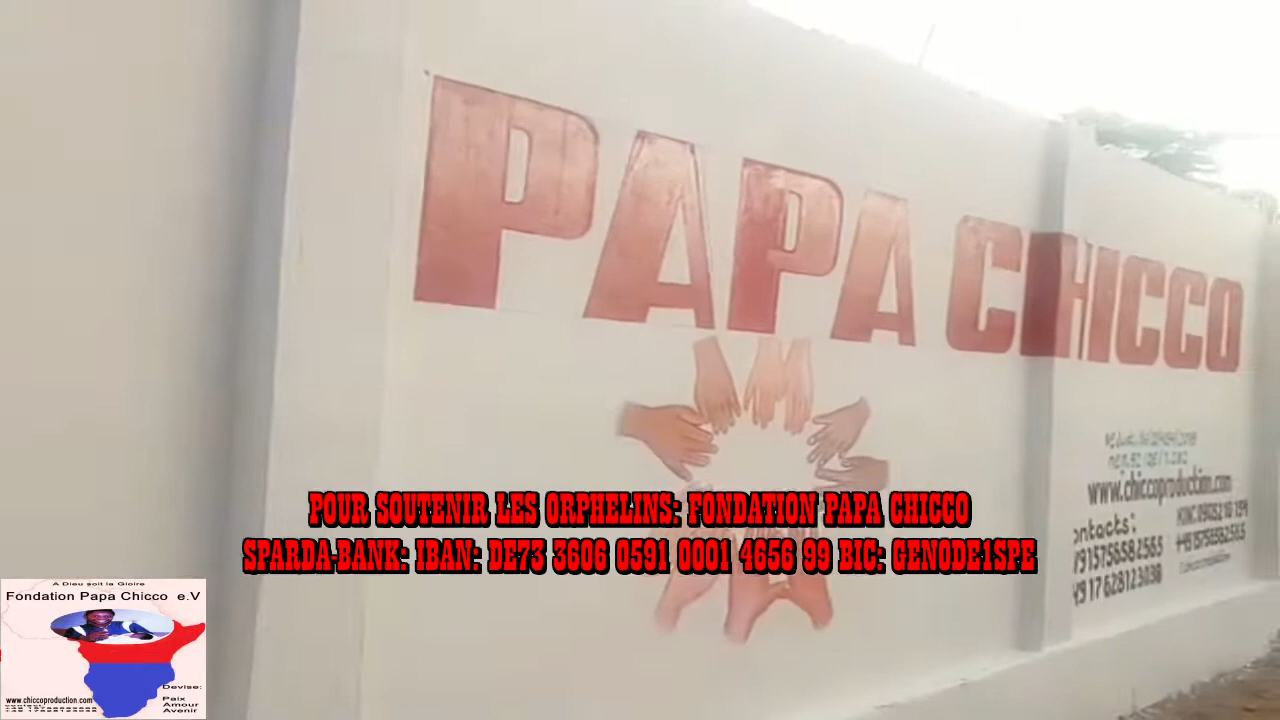 PAPA CHICCO
www.chiccoproduction.com
POUR SOUTENIR LES ORPHELINS: FONDATION PAPA CHICCO
SPARDA-BANK: IBAN: DE73 3606 0591 0001 4656 99 BIC: GENODE1SPE
A Dieu soit la Gloire
Fondation Papa Chicco e.V
Devise:
Paix
Amour
Avenir
www.chiccoproduction.com